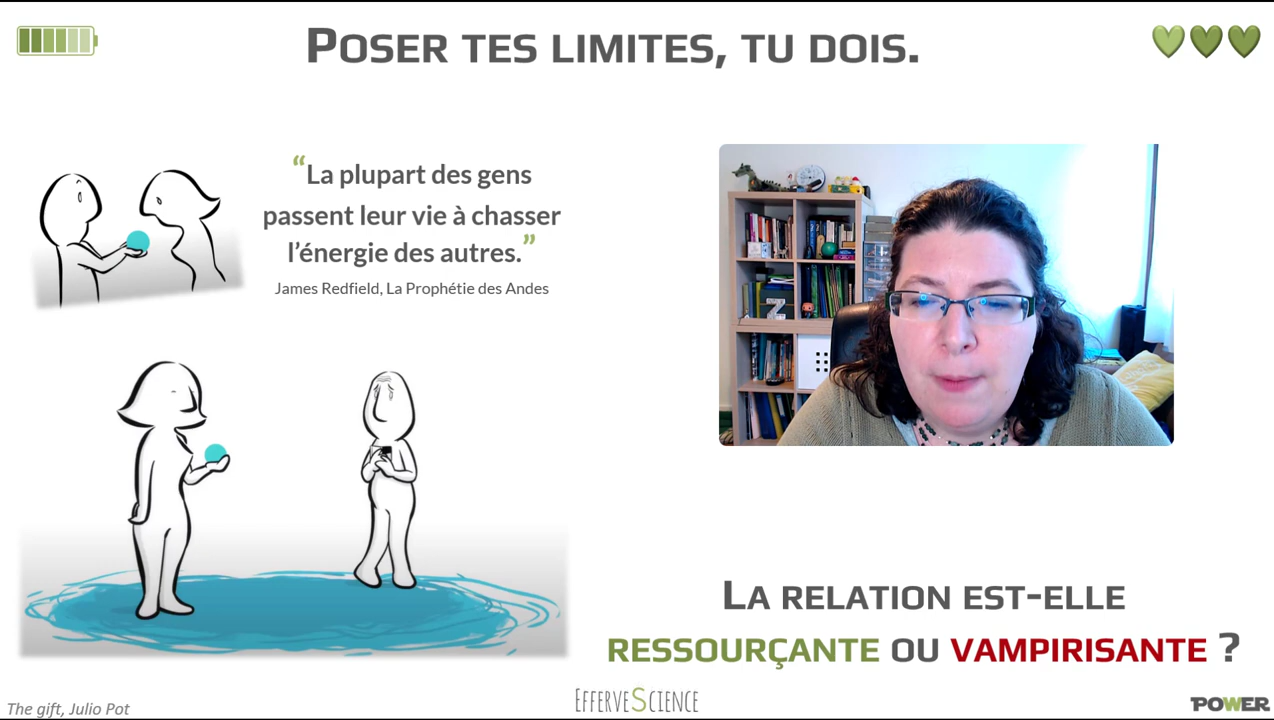 Poser tes limites, tu dois.
“La plupart des gens
passent leur vie à chasser
l’énergie des autres.”
James Redfield, La Prophétie des Andes
La relation est-elle
ressourçante ou vampirisante ?
The gift, Julio Pot
EfferveScience
POWER
Z